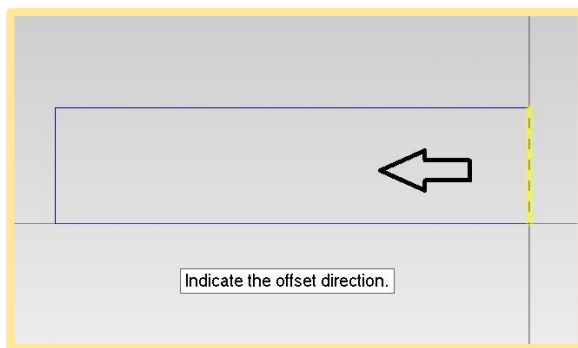 Indicate the offset direction.